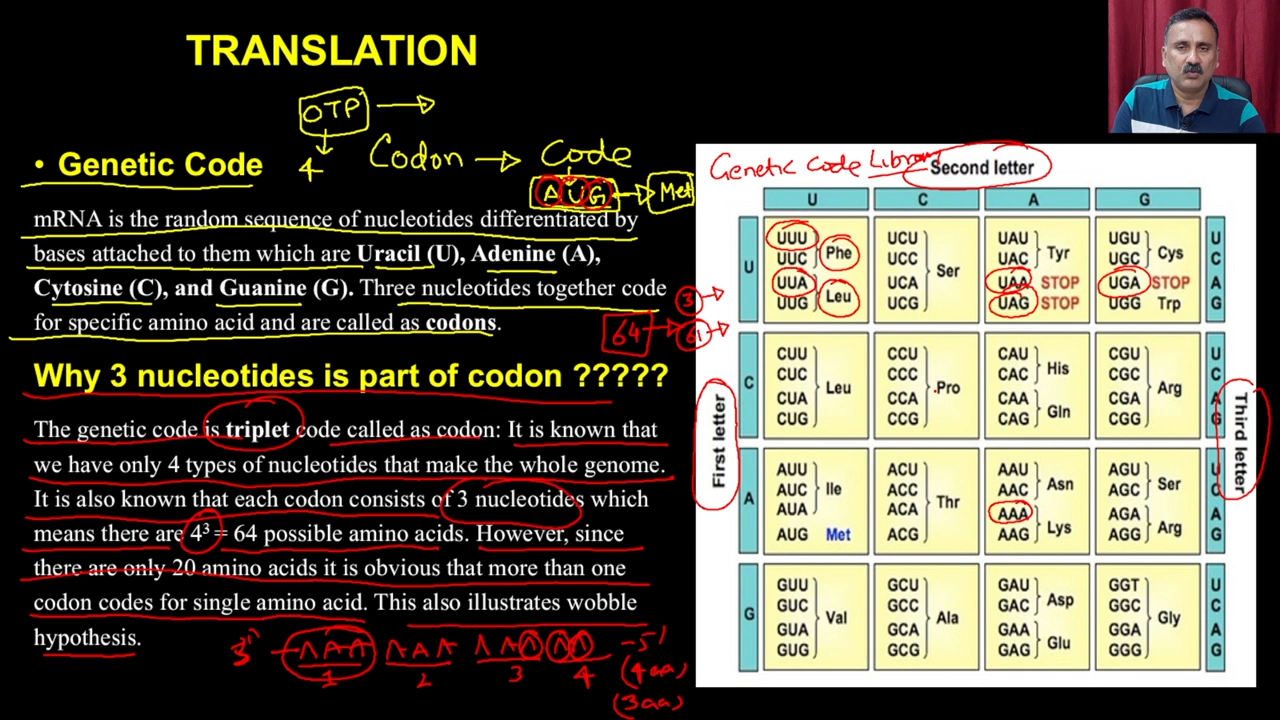 TRANSLATION
OTP
4
Codon → Code
AUG → Met
• Genetic Code
mRNA is the random sequence of nucleotides differentiated by
bases attached to them which are Uracil (U), Adenine (A),
Cytosine (C), and Guanine (G). Three nucleotides together code
for specific amino acid and are called as codons.
3
64 → 61
Why 3 nucleotides is part of codon ?????
The genetic code is triplet code called as codon: It is known that
we have only 4 types of nucleotides that make the whole genome.
It is also known that each codon consists of 3 nucleotides which
means there are 4³ = 64 possible amino acids. However, since
there are only 20 amino acids it is obvious that more than one
codon codes for single amino acid. This also illustrates wobble
hypothesis.
3' AAA AAA AAA AA -5'
1 2 3 4 (4aa)
(3aa)
Genetic Code Library
Second letter
U C A G
First letter
Third letter
U
UUU UCU UAU UGU U
UUC Phe UCC UAC Tyr UGC Cys C
UUA UCA Ser UAA STOP UGA STOP A
UUG Leu UCG UAG STOP UGG Trp G
C
CUU CCU CAU CGU U
CUC CCC CAC His CGC C
CUA Leu CCA Pro CAA CGA Arg A
CUG CCG CAG Gln CGG G
A
AUU ACU AAU AGU U
AUC Ile ACC AAC Asn AGC Ser C
AUA ACA Thr AAA AGA A
AUG Met ACG AAG Lys AGG Arg G
G
GUU GCU GAU GGT U
GUC GCC GAC Asp GGC C
GUA Val GCA Ala GAA GGA Gly A
GUG GCG GAG Glu GGG G